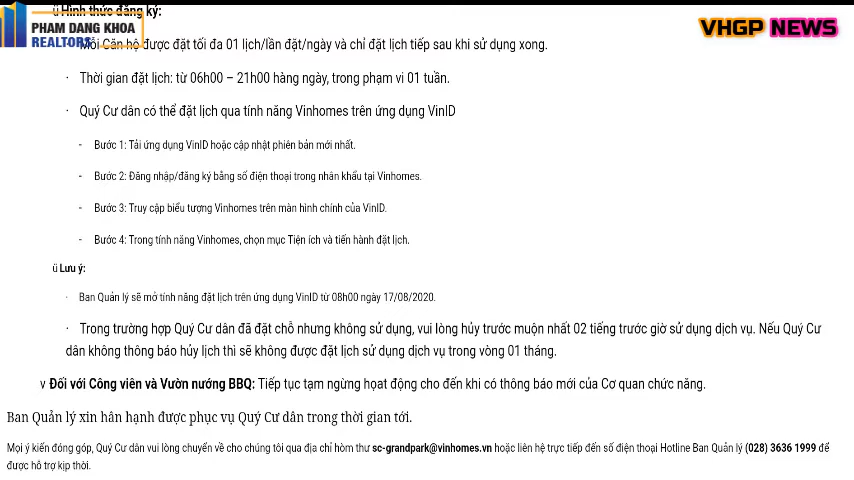 ü Hình thức đăng ký:
PHAM DANG KHOA
REALTORS
VHGP NEWS
Mỗi Căn hộ được đặt tối đa 01 lịch/lần đặt/ngày và chỉ đặt lịch tiếp sau khi sử dụng xong.
· Thời gian đặt lịch: từ 06h00 – 21h00 hàng ngày, trong phạm vi 01 tuần.
· Quý Cư dân có thể đặt lịch qua tính năng Vinhomes trên ứng dụng VinID
- Bước 1: Tải ứng dụng VinID hoặc cập nhật phiên bản mới nhất.
- Bước 2: Đăng nhập/đăng ký bằng số điện thoại trong nhân khẩu tại Vinhomes.
- Bước 3: Truy cập biểu tượng Vinhomes trên màn hình chính của VinID.
- Bước 4: Trong tính năng Vinhomes, chọn mục Tiện ích và tiến hành đặt lịch.
ü Lưu ý:
· Ban Quản lý sẽ mở tính năng đặt lịch trên ứng dụng VinID từ 08h00 ngày 17/08/2020.
· Trong trường hợp Quý Cư dân đã đặt chỗ nhưng không sử dụng, vui lòng hủy trước muộn nhất 02 tiếng trước giờ sử dụng dịch vụ. Nếu Quý Cư
dân không thông báo hủy lịch thì sẽ không được đặt lịch sử dụng dịch vụ trong vòng 01 tháng.
v Đối với Công viên và Vườn nướng BBQ: Tiếp tục tạm ngừng hoạt động cho đến khi có thông báo mới của Cơ quan chức năng.
Ban Quản lý xin hân hạnh được phục vụ Quý Cư dân trong thời gian tới.
Mọi ý kiến đóng góp, Quý Cư dân vui lòng chuyển về cho chúng tôi qua địa chỉ hòm thư sc-grandpark@vinhomes.vn hoặc liên hệ trực tiếp đến số điện thoại Hotline Ban Quản lý (028) 3636 1999 để
được hỗ trợ kịp thời.